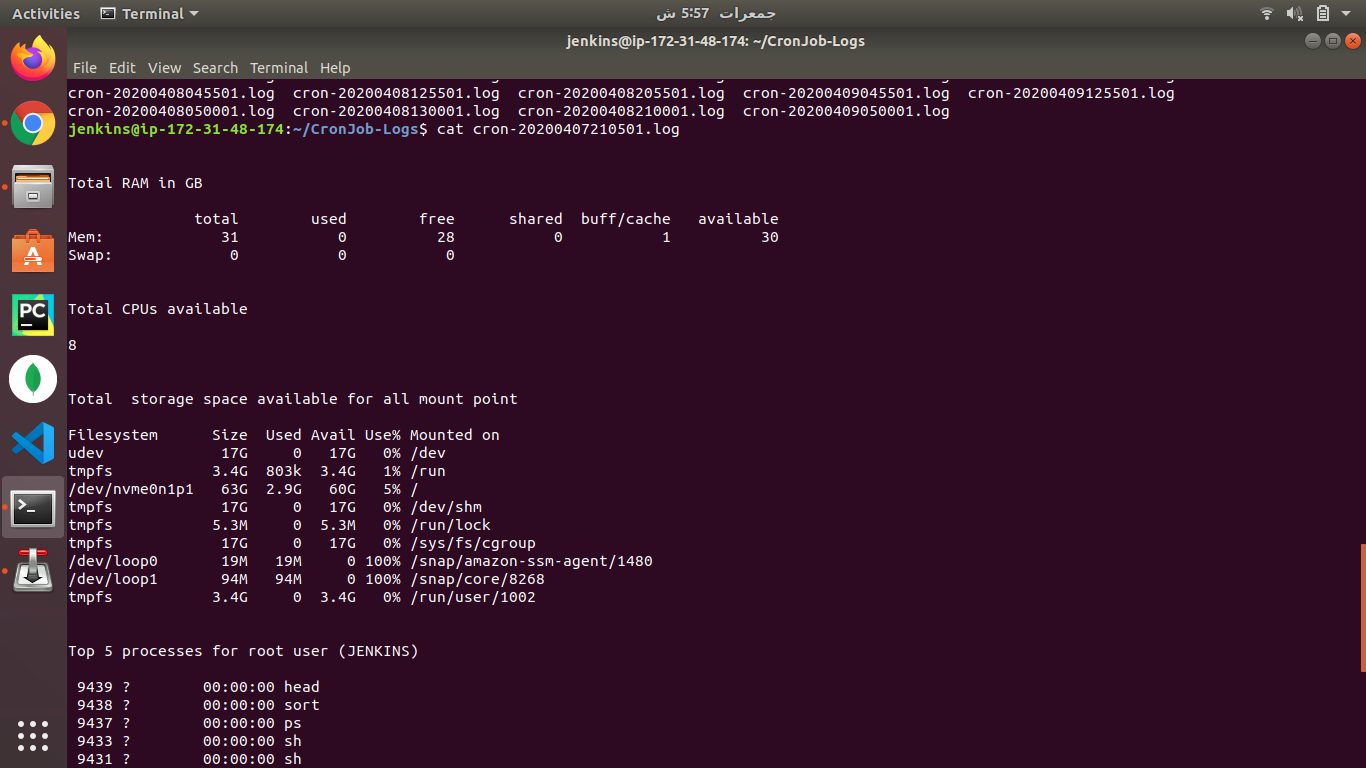 Activities Terminal جمعرات 5:57 ش
jenkins@ip-172-31-48-174: ~/CronJob-Logs
File Edit View Search Terminal Help
cron-20200408045501.log  cron-20200408125501.log  cron-20200408205501.log  cron-20200409045501.log  cron-20200409125501.log
cron-20200408050001.log  cron-20200408130001.log  cron-20200408210001.log  cron-20200409050001.log
jenkins@ip-172-31-48-174:~/CronJob-Logs$ cat cron-20200407210501.log
Total RAM in GB
              total        used        free      shared  buff/cache   available
Mem:             31           0          28           0           1          30
Swap:             0           0           0
Total CPUs available
8
Total  storage space available for all mount point
Filesystem      Size  Used Avail Use% Mounted on
udev             17G     0   17G   0% /dev
tmpfs           3.4G  803k  3.4G   1% /run
/dev/nvme0n1p1   63G  2.9G   60G   5% /
tmpfs            17G     0   17G   0% /dev/shm
tmpfs           5.3M     0  5.3M   0% /run/lock
tmpfs            17G     0   17G   0% /sys/fs/cgroup
/dev/loop0       19M   19M     0 100% /snap/amazon-ssm-agent/1480
/dev/loop1       94M   94M     0 100% /snap/core/8268
tmpfs           3.4G     0  3.4G   0% /run/user/1002
Top 5 processes for root user (JENKINS)
 9439 ?        00:00:00 head
 9438 ?        00:00:00 sort
 9437 ?        00:00:00 ps
 9433 ?        00:00:00 sh
 9431 ?        00:00:00 sh
PC